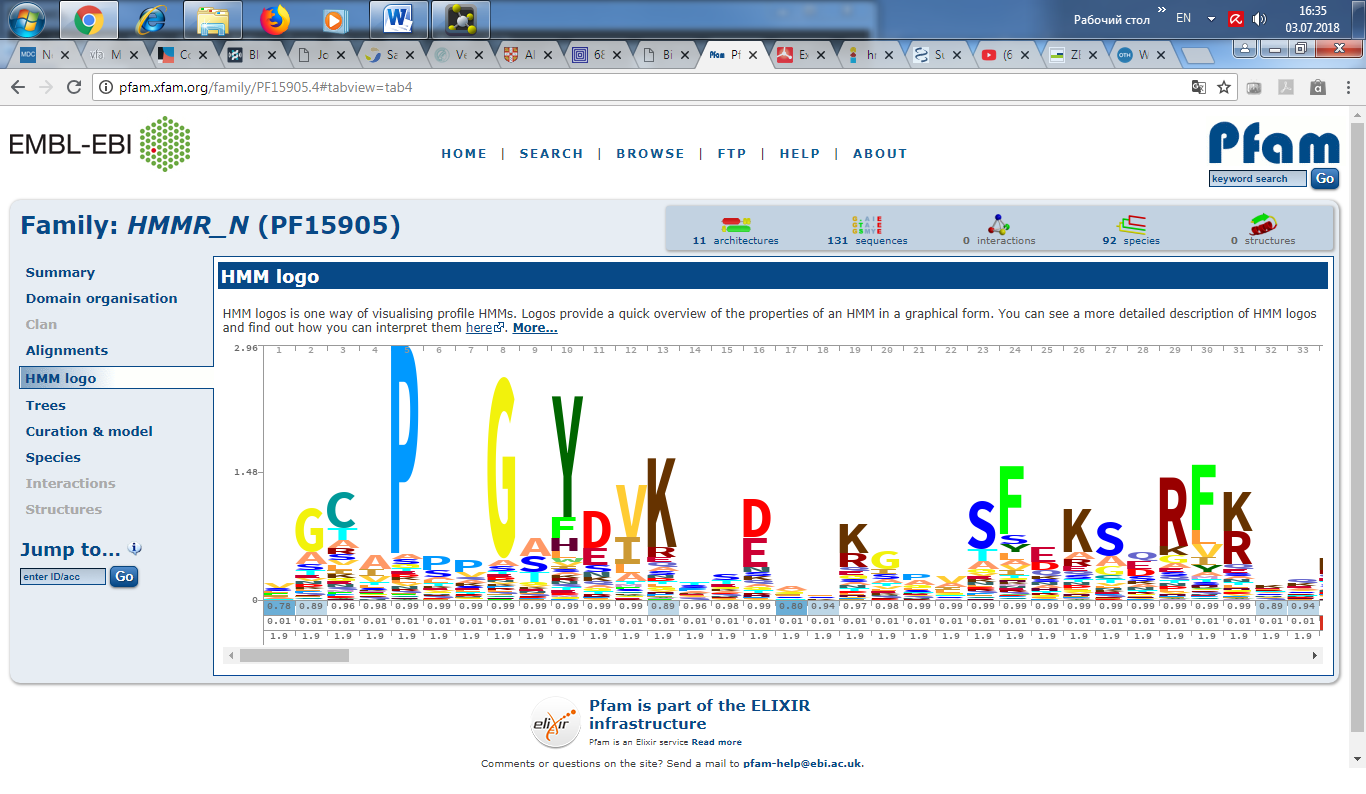 Рабочий стол » EN 16:35
03.07.2018
pfam.xfam.org/family/PF15905.4#tabview=tab4
EMBL-EBI
HOME | SEARCH | BROWSE | FTP | HELP | ABOUT
Pfam
keyword search Go
Family: HMMR_N (PF15905)
11 architectures 131 sequences 0 interactions 92 species 0 structures
Summary
Domain organisation
Clan
Alignments
HMM logo
Trees
Curation & model
Species
Interactions
Structures
Jump to...
enter ID/acc Go
HMM logo
HMM logos is one way of visualising profile HMMs. Logos provide a quick overview of the properties of an HMM in a graphical form. You can see a more detailed description of HMM logos
and find out how you can interpret them here. More...
2.96 1 2 3 4 5 6 7 8 9 10 11 12 13 14 15 16 17 18 19 20 21 22 23 24 25 26 27 28 29 30 31 32 33
1.48
0
0.78 0.89 0.96 0.98 0.99 0.99 0.99 0.99 0.99 0.99 0.99 0.99 0.89 0.96 0.98 0.99 0.80 0.94 0.97 0.98 0.99 0.99 0.99 0.99 0.99 0.99 0.99 0.99 0.99 0.99 0.99 0.89 0.94
0.01 0.01 0.01 0.01 0.01 0.01 0.01 0.01 0.01 0.01 0.01 0.01 0.01 0.01 0.01 0.01 0.01 0.01 0.01 0.01 0.01 0.01 0.01 0.01 0.01 0.01 0.01 0.01 0.01 0.01 0.01 0.01 0.01
1.9 1.9 1.9 1.9 1.9 1.9 1.9 1.9 1.9 1.9 1.9 1.9 1.9 1.9 1.9 1.9 1.9 1.9 1.9 1.9 1.9 1.9 1.9 1.9 1.9 1.9 1.9 1.9 1.9 1.9 1.9 1.9 1.9
elixir
Pfam is part of the ELIXIR
infrastructure
Pfam is an Elixir service Read more
Comments or questions on the site? Send a mail to pfam-help@ebi.ac.uk.